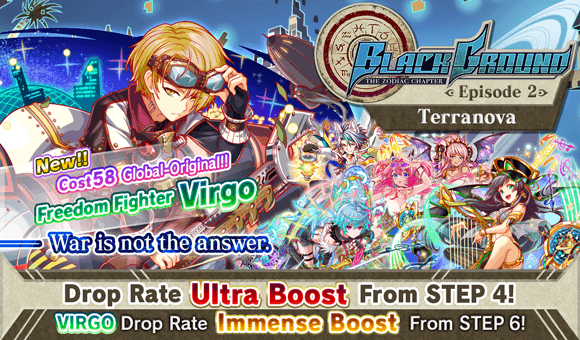 BLACK GROUND
THE ZODIAC CHAPTER
Episode 2
Terranova
New!!
Cost58 Global-Original!!
Freedom Fighter Virgo
War is not the answer.
Drop Rate Ultra Boost From STEP 4!
VIRGO Drop Rate Immense Boost From STEP 6!